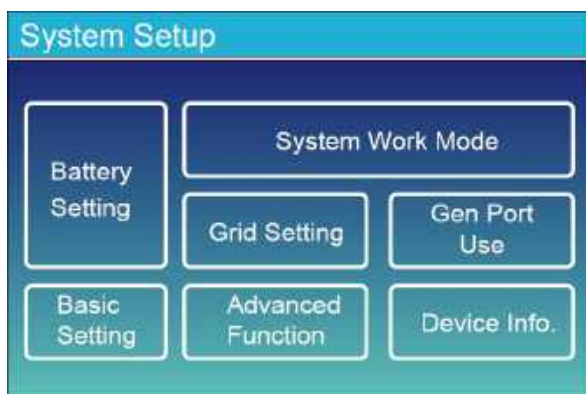 System Setup
Battery
Setting
System Work Mode
Grid Setting
Gen Port
Use
Basic
Setting
Advanced
Function
Device Info.